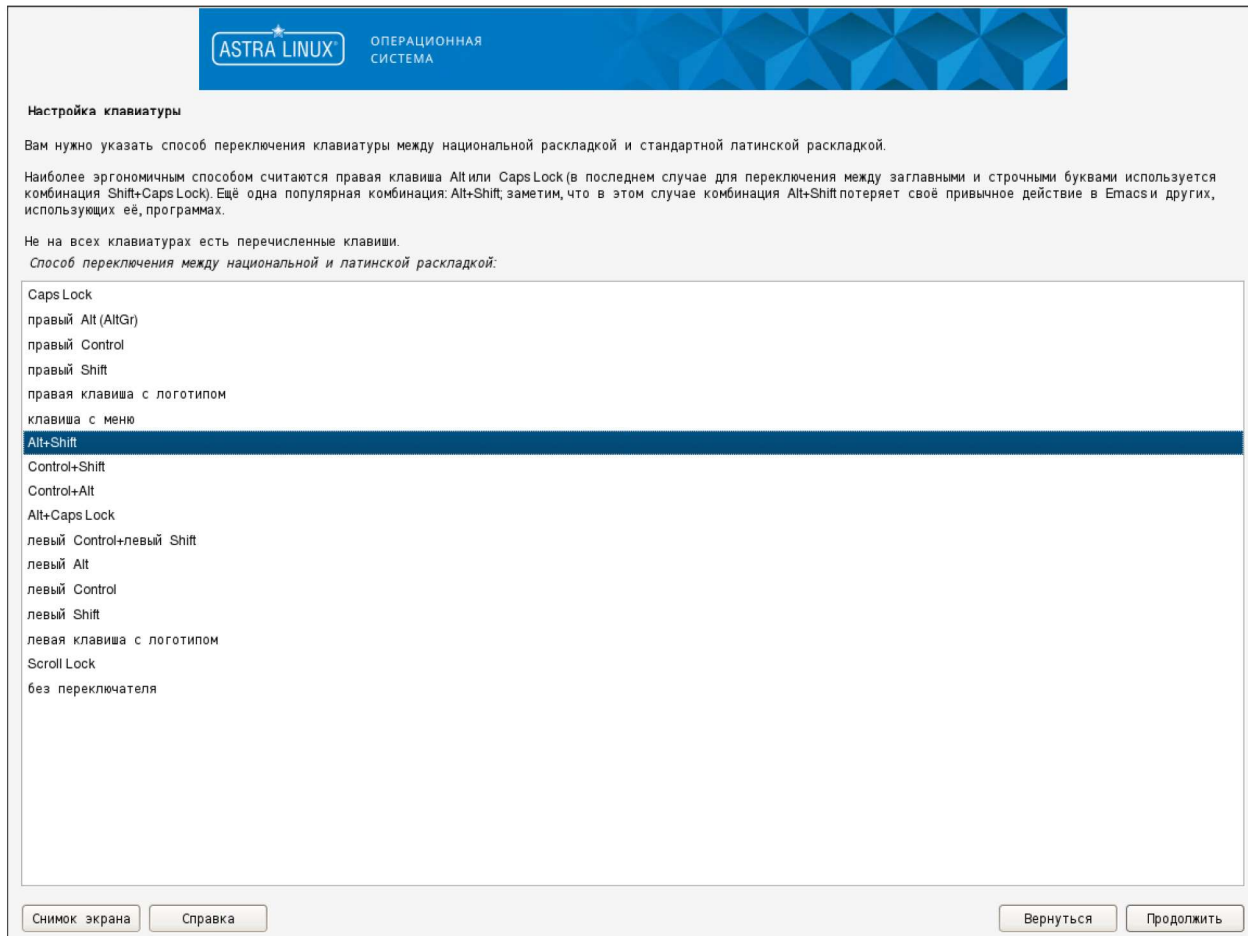 ASTRA LINUX®
ОПЕРАЦИОННАЯ
СИСТЕМА
Настройка клавиатуры
Вам нужно указать способ переключения клавиатуры между национальной раскладкой и стандартной латинской раскладкой.
Наиболее эргономичным способом считаются правая клавиша Alt или Caps Lock (в последнем случае для переключения между заглавными и строчными буквами используется
комбинация Shift+Caps Lock). Ещё одна популярная комбинация: Alt+Shift; заметим, что в этом случае комбинация Alt+Shift потеряет своё привычное действие в Emacs и других,
использующих её, программах.
Не на всех клавиатурах есть перечисленные клавиши.
Способ переключения между национальной и латинской раскладкой:
Caps Lock
правый Alt (AltGr)
правый Control
правый Shift
правая клавиша с логотипом
клавиша с меню
Alt+Shift
Control+Shift
Control+Alt
Alt+Caps Lock
левый Control+левый Shift
левый Alt
левый Control
левый Shift
левая клавиша с логотипом
Scroll Lock
без переключателя
Снимок экрана
Справка
Вернуться
Продолжить